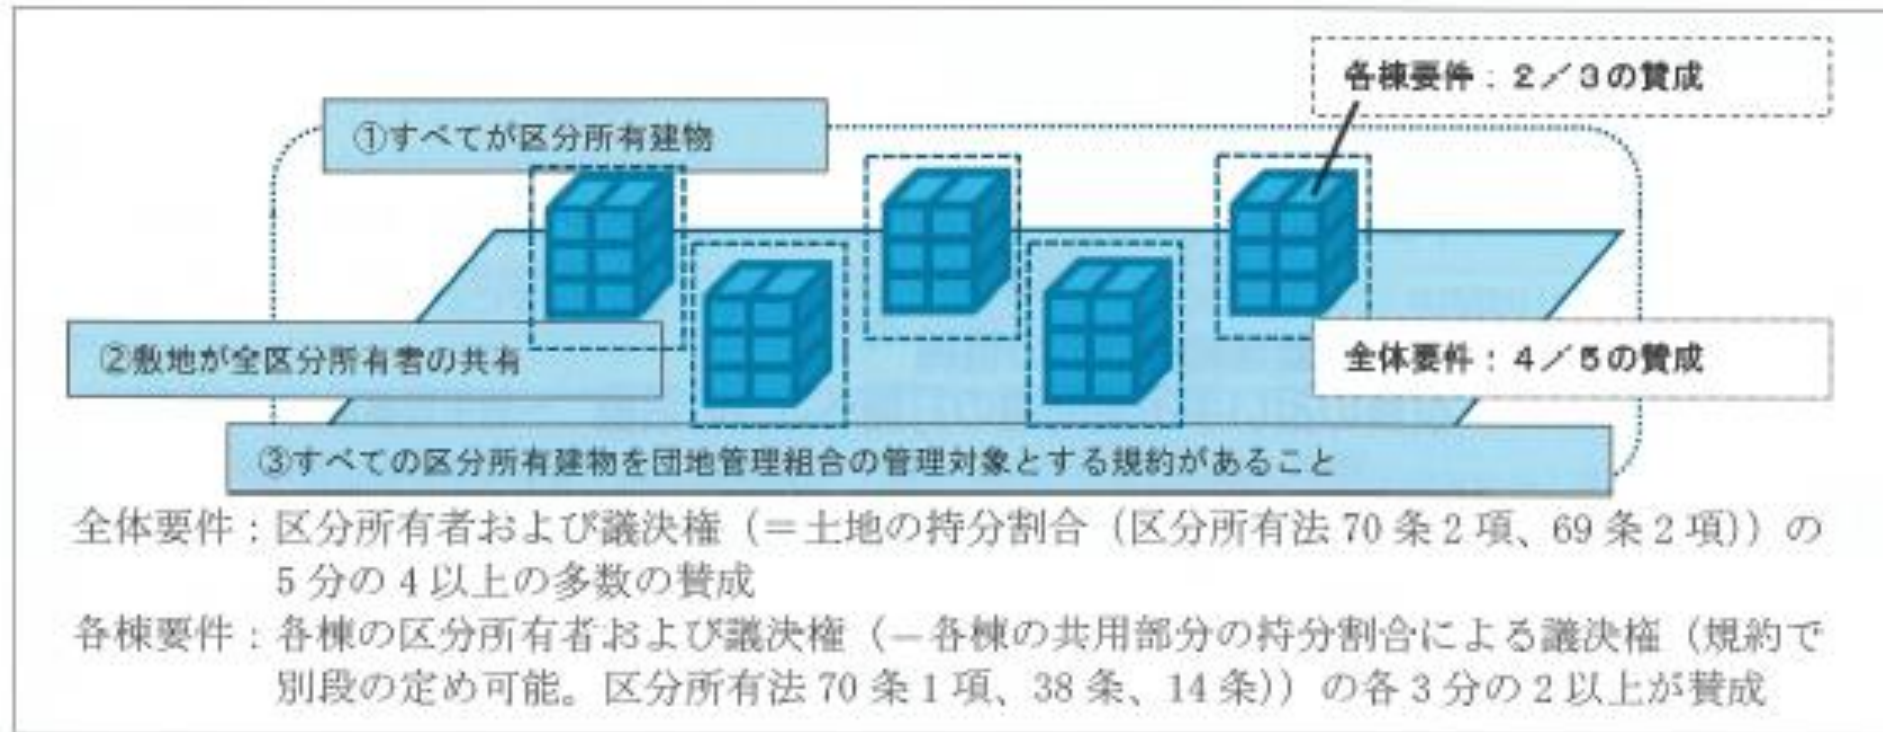 各棟要件:2/3の賛成
①すべてが区分所有建物
②敷地が全区分所有者の共有
全体要件:4/5の賛成
③すべての区分所有建物を団地管理組合の管理対象とする規約があること
全体要件:区分所有者および議決権(=土地の持分割合(区分所有法70条2項、69条2項))の
5分の4以上の多数の賛成
各棟要件:各棟の区分所有者および議決権(=各棟の共用部分の持分割合による議決権(規約で
別段の定め可能。区分所有法70条1項、38条、14条))の各3分の2以上が賛成